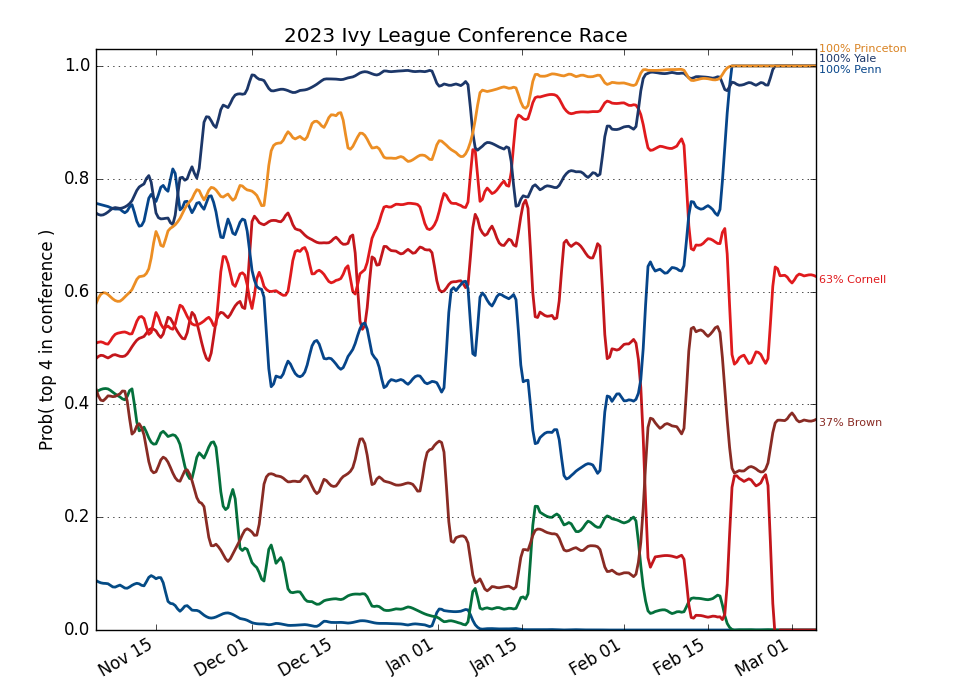 2023 Ivy League Conference Race
Prob( top 4 in conference )
1.0
0.8
0.6
0.4
0.2
0.0
Nov 15
Dec 01
Dec 15
Jan 01
Jan 15
Feb 01
Feb 15
Mar 01
100% Princeton
100% Yale
100% Penn
63% Cornell
37% Brown